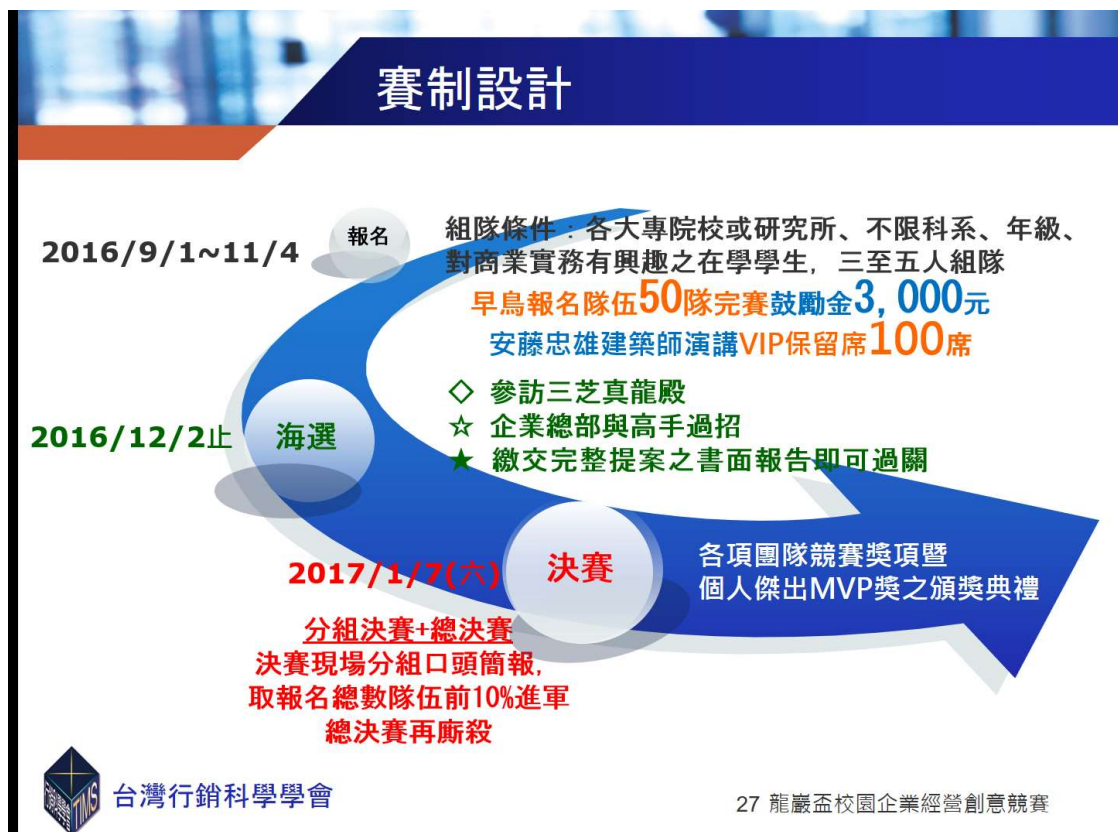 賽制設計
2016/9/1~11/4
報名
組隊條件：各大專院校或研究所、不限科系、年級、
對商業實務有興趣之在學學生，三至五人組隊
早鳥報名隊伍50隊完賽鼓勵金3,000元
安藤忠雄建築師演講VIP保留席100席
2016/12/2止
海選
◇ 參訪三芝真龍殿
☆ 企業總部與高手過招
★ 繳交完整提案之書面報告即可過關
2017/1/7(六)
決賽
各項團隊競賽獎項暨
個人傑出MVP獎之頒獎典禮
分組決賽+總決賽
決賽現場分組口頭簡報，
取報名總數隊伍前10%進軍
總決賽再廝殺
TIMS
台灣行銷科學學會
27 龍巖盃校園企業經營創意競賽